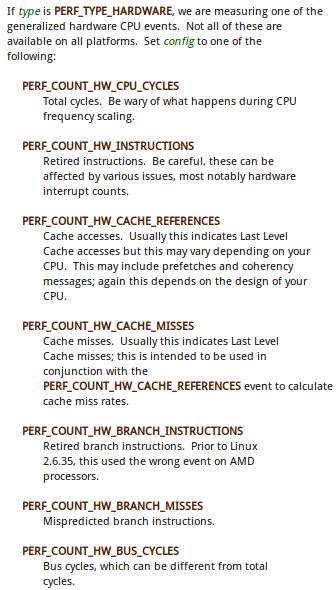 If type is PERF_TYPE_HARDWARE, we are measuring one of the
generalized hardware CPU events.  Not all of these are
available on all platforms.  Set config to one of the
following:
PERF_COUNT_HW_CPU_CYCLES
Total cycles.  Be wary of what happens during CPU
frequency scaling.
PERF_COUNT_HW_INSTRUCTIONS
Retired instructions.  Be careful, these can be
affected by various issues, most notably hardware
interrupt counts.
PERF_COUNT_HW_CACHE_REFERENCES
Cache accesses.  Usually this indicates Last Level
Cache accesses but this may vary depending on your
CPU.  This may include prefetches and coherency
messages; again this depends on the design of your
CPU.
PERF_COUNT_HW_CACHE_MISSES
Cache misses.  Usually this indicates Last Level
Cache misses; this is intended to be used in
conjunction with the
PERF_COUNT_HW_CACHE_REFERENCES event to calculate
cache miss rates.
PERF_COUNT_HW_BRANCH_INSTRUCTIONS
Retired branch instructions.  Prior to Linux
2.6.35, this used the wrong event on AMD
processors.
PERF_COUNT_HW_BRANCH_MISSES
Mispredicted branch instructions.
PERF_COUNT_HW_BUS_CYCLES
Bus cycles, which can be different from total
cycles.